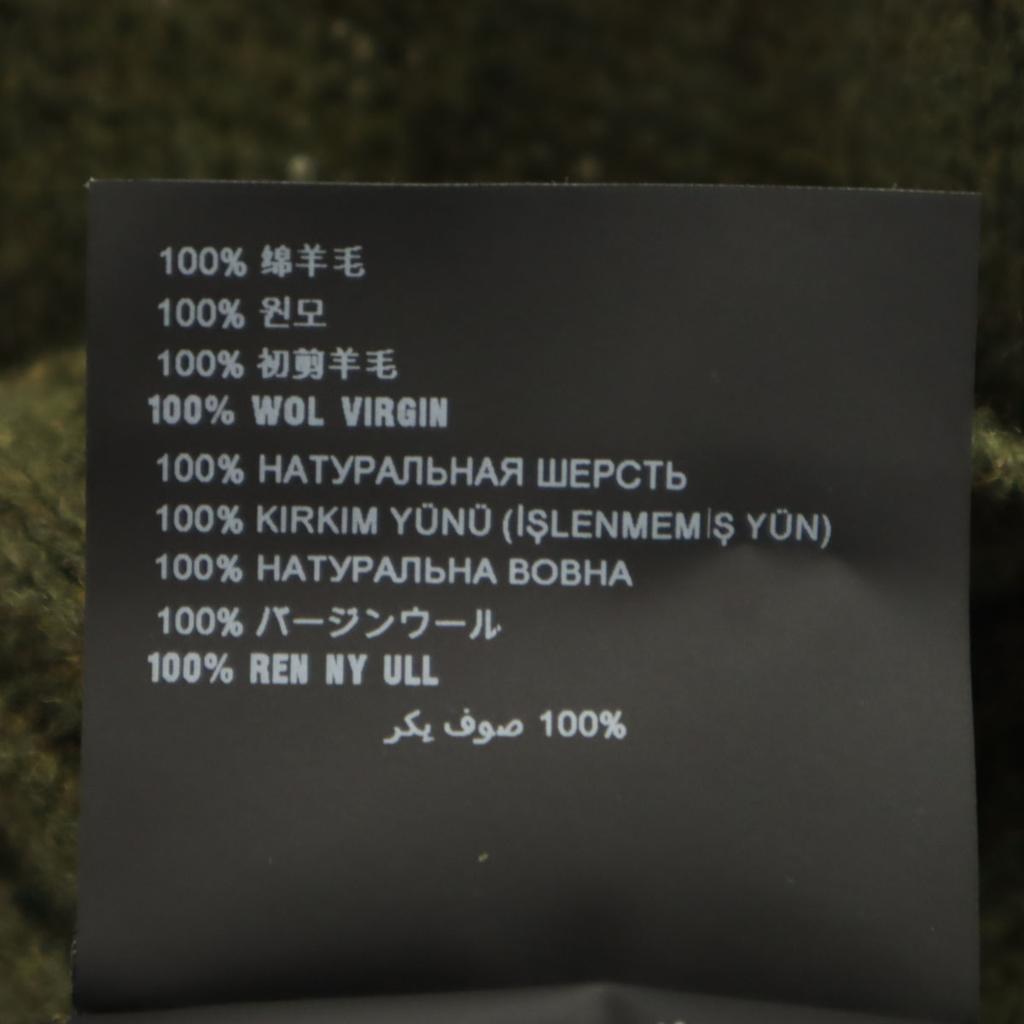 100% 绵羊毛
100% 원모
100% 初剪羊毛
100% WOL VIRGIN
100% НАТУРАЛЬНАЯ ШЕРСТЬ
100% KIRKIM YÜNÜ (İŞLENMEMİŞ YÜN)
100% НАТУРАЛЬНА ВОВНА
100% バージンウール
100% REN NY ULL
100% صوف يكر